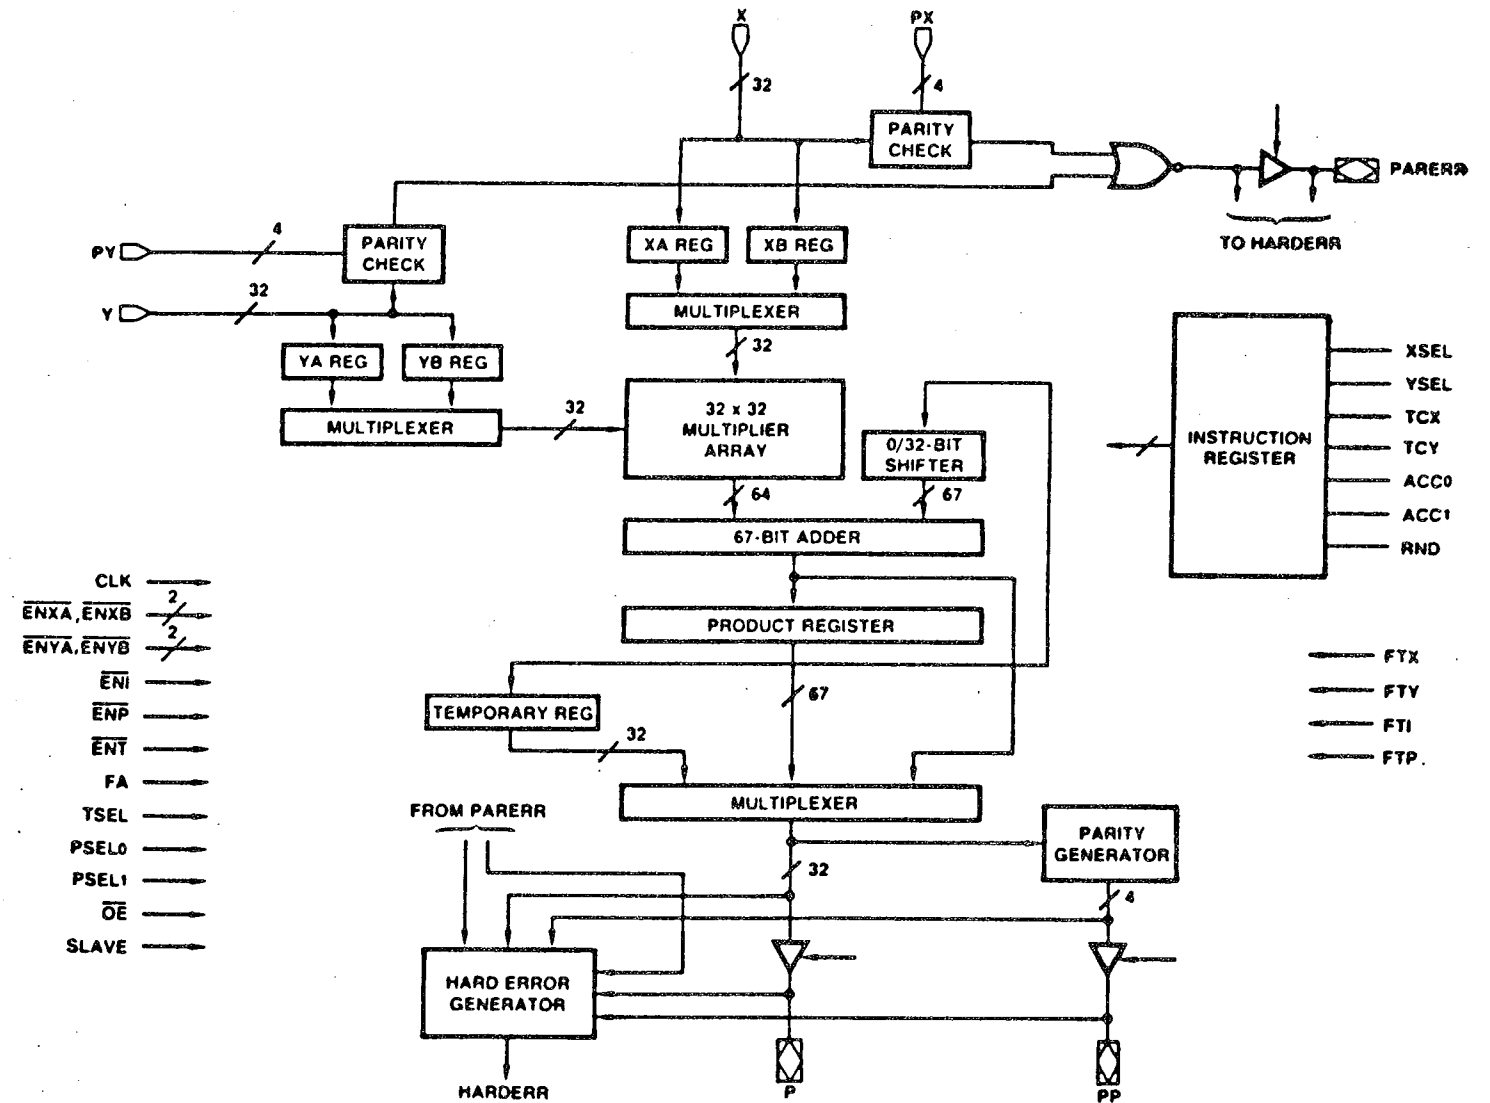 X
PX
32
4
PARITY
CHECK
PARERR
TO HARDERR
PY
4
PARITY
CHECK
XA REG
XB REG
Y
32
MULTIPLEXER
32
YA REG
YB REG
MULTIPLEXER
32
32 x 32
MULTIPLIER
ARRAY
0/32-BIT
SHIFTER
64
67
67-BIT ADDER
INSTRUCTION
REGISTER
XSEL
YSEL
TCX
TCY
ACC0
ACC1
RND
CLK
ENXA, ENXB
2
ENYA, ENYB
2
ENI
ENP
ENT
FA
TSEL
PSEL0
PSEL1
OE
SLAVE
PRODUCT REGISTER
67
TEMPORARY REG
32
MULTIPLEXER
FTX
FTY
FTI
FTP.
FROM PARERR
PARITY
GENERATOR
32
4
HARD ERROR
GENERATOR
HARDERR
P
PP